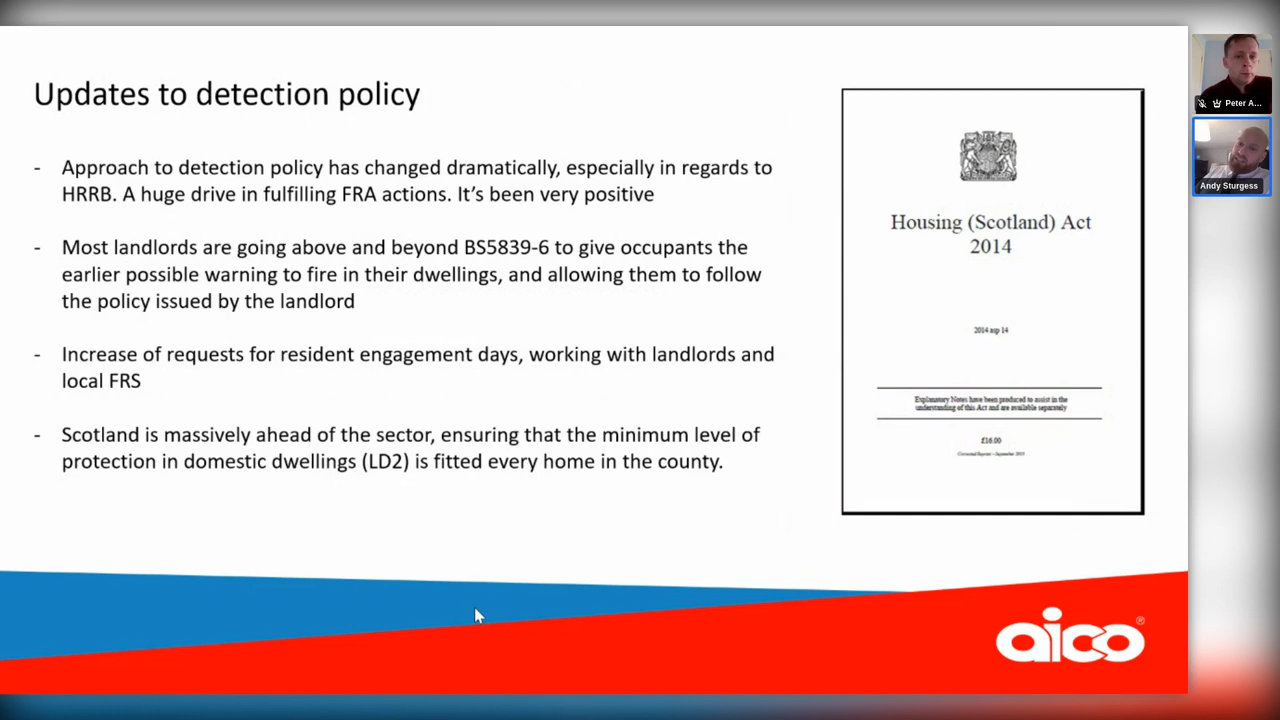 Updates to detection policy
- Approach to detection policy has changed dramatically, especially in regards to
HRRB. A huge drive in fulfilling FRA actions. It's been very positive
- Most landlords are going above and beyond BS5839-6 to give occupants the
earlier possible warning to fire in their dwellings, and allowing them to follow
the policy issued by the landlord
- Increase of requests for resident engagement days, working with landlords and
local FRS
- Scotland is massively ahead of the sector, ensuring that the minimum level of
protection in domestic dwellings (LD2) is fitted every home in the county.
Housing (Scotland) Act
2014
2014 asp 14
Explanatory Notes have been produced to assist in the
understanding of this Act and are available separately
£16.00
aico®
Peter A...
Andy Sturgess